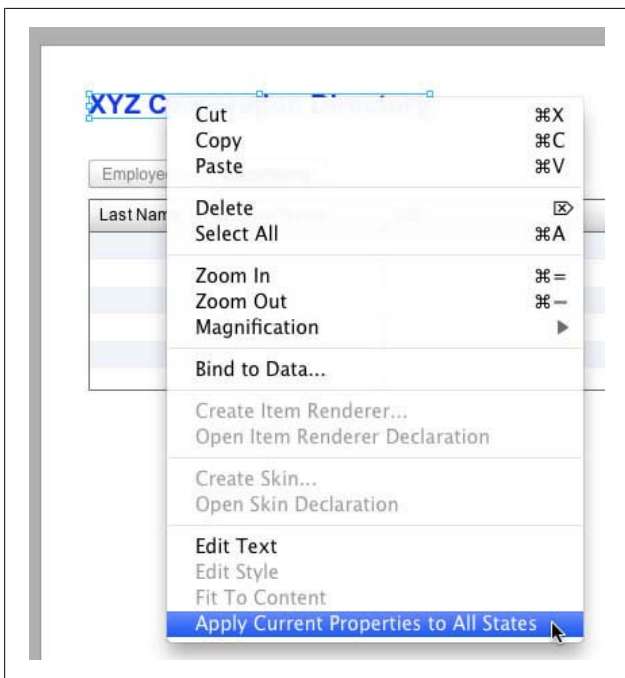 XYZ C
Directory
Employe
Last Nam
Cut ⌘X
Copy ⌘C
Paste ⌘V
Delete ⌦
Select All ⌘A
Zoom In ⌘=
Zoom Out ⌘−
Magnification ▶
Bind to Data...
Create Item Renderer...
Open Item Renderer Declaration
Create Skin...
Open Skin Declaration
Edit Text
Edit Style
Fit To Content
Apply Current Properties to All States